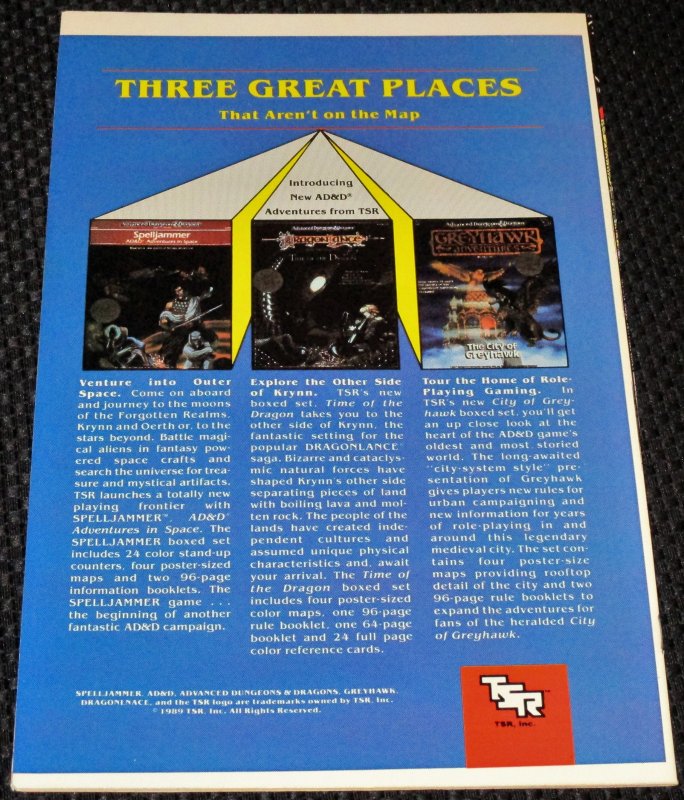 THREE GREAT PLACES
That Aren't on the Map
Introducing
New AD&D®
Adventures from TSR
Advanced Dungeons & Dragons
Spelljammer
AD&D Adventures in Space
Advanced Dungeons & Dragons
DRAGONLANCE
Advanced Dungeons & Dragons
GREYHAWK
ADVENTURES
The City of
Greyhawk
Venture into Outer
Space. Come on aboard
and journey to the moons
of the Forgotten Realms,
Krynn and Oerth or, to the
stars beyond. Battle magi-
cal aliens in fantasy pow-
ered space crafts and
search the universe for trea-
sure and mystical artifacts.
TSR launches a totally new
playing frontier with
SPELLJAMMER™, AD&D®
Adventures in Space. The
SPELLJAMMER boxed set
includes 24 color stand-up
counters, four poster-sized
maps and two 96-page
information booklets. The
SPELLJAMMER game . . .
the beginning of another
fantastic AD&D campaign.
Explore the Other Side
of Krynn. TSR's new
boxed set, Time of the
Dragon takes you to the
other side of Krynn, the
fantastic setting for the
popular DRAGONLANCE®
saga. Bizarre and cataclys-
mic natural forces have
shaped Krynn's other side
separating pieces of land
with boiling lava and mol-
ten rock. The people of the
lands have created inde-
pendent cultures and
assumed unique physical
characteristics and, await
your arrival. The Time of
the Dragon boxed set
includes four poster-sized
color maps, one 96-page
rule booklet, one 64-page
booklet and 24 full page
color reference cards.
Tour the Home of Role-
Playing Gaming. In
TSR's new City of Grey-
hawk boxed set, you'll get
an up close look at the
heart of the AD&D game's
oldest and most storied
world. The long-awaited
"city-system style" pre-
sentation of Greyhawk
gives players new rules for
urban campaigning and
new information for years
of role-playing in and
around this legendary
medieval city. The set con-
tains four poster-size
maps providing rooftop
detail of the city and two
96-page rule booklets to
expand the adventures for
fans of the heralded City
of Greyhawk.
SPELLJAMMER, AD&D, ADVANCED DUNGEONS & DRAGONS, GREYHAWK,
DRAGONLNACE, and the TSR logo are trademarks owned by TSR, Inc.
© 1989 TSR, Inc. All Rights Reserved.
TSR™
TSR, Inc.